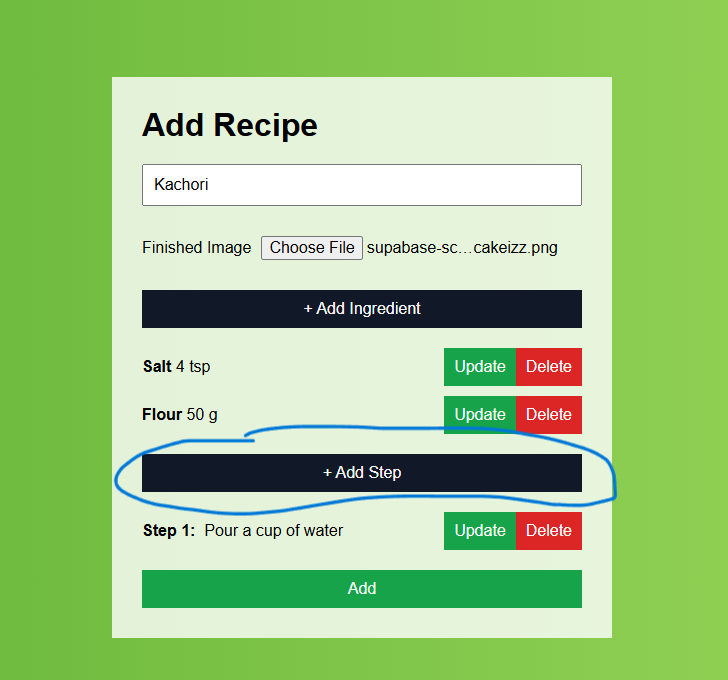 Add Recipe
Kachori
Finished Image Choose File supabase-sc...cakeizz.png
+ Add Ingredient
Salt 4 tsp Update Delete
Flour 50 g Update Delete
+ Add Step
Step 1: Pour a cup of water Update Delete
Add